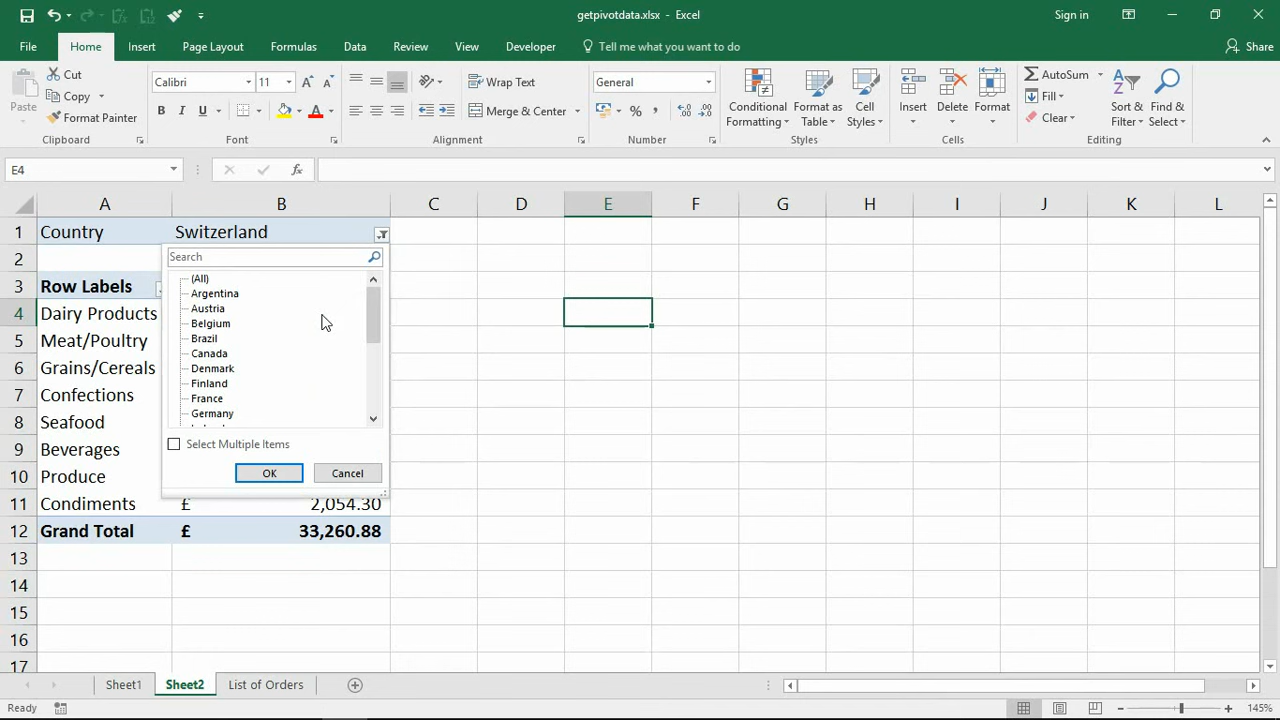 getpivotdata.xlsx - Excel
Sign in
File Home Insert Page Layout Formulas Data Review View Developer Tell me what you want to do Share
Paste
Cut
Copy
Format Painter
Clipboard
Calibri 11
B I U
Font
Wrap Text
Merge & Center
Alignment
General
%
Number
Conditional Formatting
Format as Table
Cell Styles
Styles
Insert
Delete
Format
Cells
AutoSum
Fill
Clear
Sort & Filter
Find & Select
Editing
E4 fx
A B C D E F G H I J K L
1 Country Switzerland
2
3 Row Labels
4 Dairy Products
5 Meat/Poultry
6 Grains/Cereals
7 Confections
8 Seafood
9 Beverages
10 Produce
11 Condiments £ 2,054.30
12 Grand Total £ 33,260.88
13
14
15
16
17
Search
(All)
Argentina
Austria
Belgium
Brazil
Canada
Denmark
Finland
France
Germany
Select Multiple Items
OK Cancel
Sheet1 Sheet2 List of Orders
Ready 145%